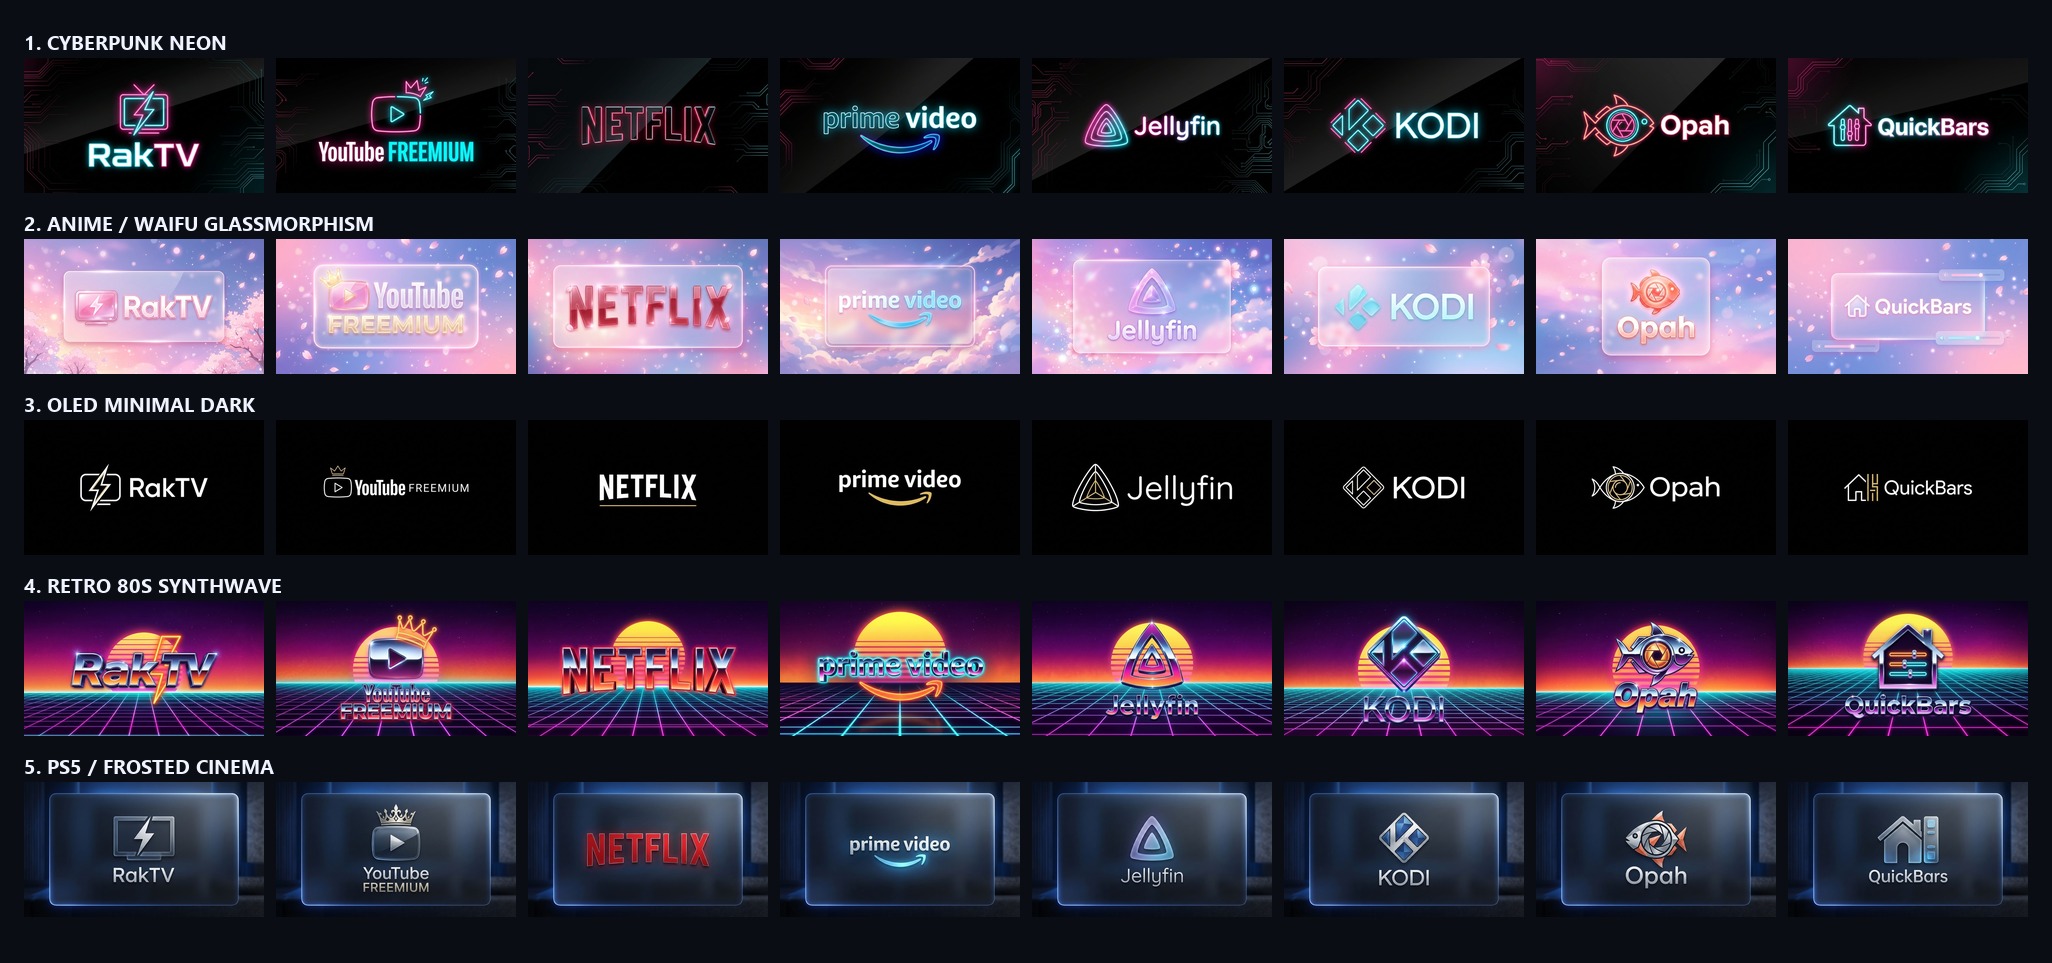 1. CYBERPUNK NEON
RakTV
YouTube FREEMIUM
NETFLIX
prime video
Jellyfin
KODI
Opah
QuickBars
2. ANIME / WAIFU GLASSMORPHISM
RakTV
YouTube
FREEMIUM
NETFLIX
prime video
Jellyfin
KODI
Opah
QuickBars
3. OLED MINIMAL DARK
RakTV
YouTube FREEMIUM
NETFLIX
prime video
Jellyfin
KODI
Opah
QuickBars
4. RETRO 80S SYNTHWAVE
RakTV
YouTube
FREEMIUM
NETFLIX
prime video
Jellyfin
KODI
Opah
QuickBars
5. PS5 / FROSTED CINEMA
RakTV
YouTube
FREEMIUM
NETFLIX
prime video
Jellyfin
KODI
Opah
QuickBars